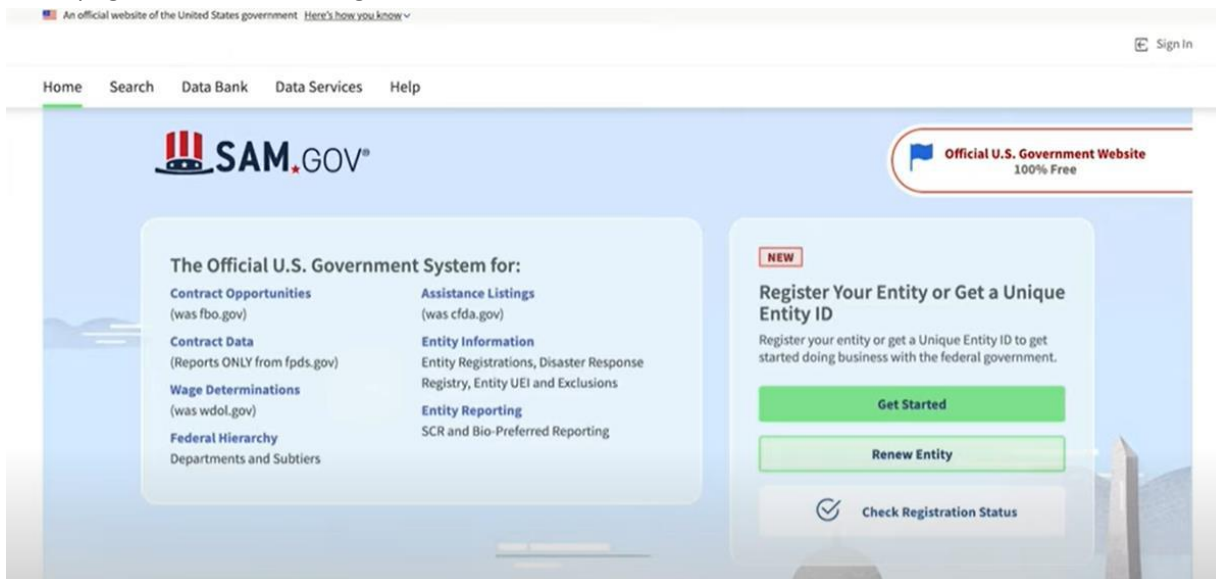 An official website of the United States government Here's how you know
Sign In
Home Search Data Bank Data Services Help
SAM.GOV®
Official U.S. Government Website
100% Free
The Official U.S. Government System for:
Contract Opportunities
(was fbo.gov)
Contract Data
(Reports ONLY from fpds.gov)
Wage Determinations
(was wdol.gov)
Federal Hierarchy
Departments and Subtiers
Assistance Listings
(was cfda.gov)
Entity Information
Entity Registrations, Disaster Response
Registry, Entity UEI and Exclusions
Entity Reporting
SCR and Bio-Preferred Reporting
NEW
Register Your Entity or Get a Unique
Entity ID
Register your entity or get a Unique Entity ID to get
started doing business with the federal government.
Get Started
Renew Entity
Check Registration Status